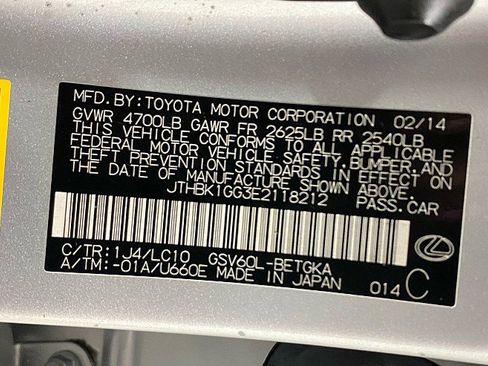 MFD.BY: TOYOTA MOTOR CORPORATION 02/14
GVWR 4700LB GAWR FR 2625LB RR 2540LB
THIS VEHICLE CONFORMS TO ALL APPLICABLE
FEDERAL MOTOR VEHICLE SAFETY, BUMPER, AND
THEFT PREVENTION STANDARDS IN EFFECT ON
THE DATE OF MANUFACTURE SHOWN ABOVE.
JTHBK1GG3E2118212 PASS.CAR
C/TR: 1J4/LC10 GSV60L-BETGKA
A/TM: -01A/U660E MADE IN JAPAN 014 C